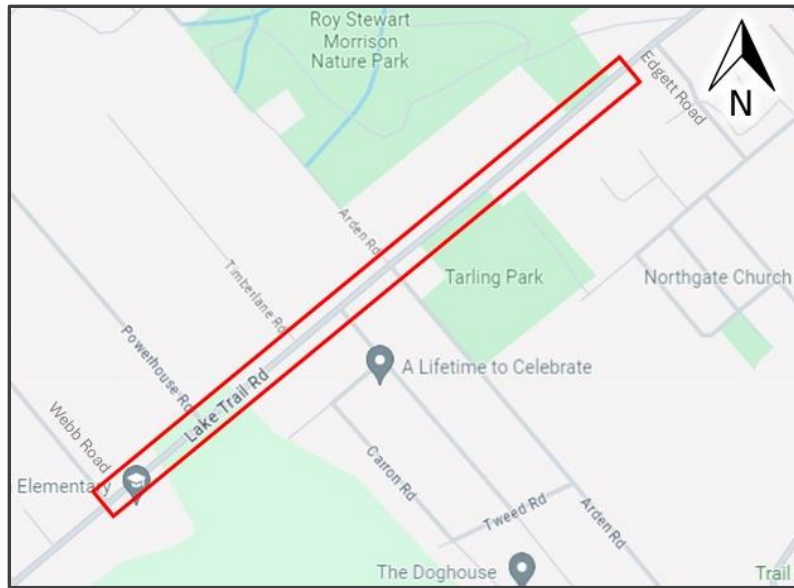 Roy Stewart
Morrison
Nature Park
Edgett Road
N
Arden Rd
Tarling Park
Northgate Church
Timberlane Rd
Powerhouse Rd
A Lifetime to Celebrate
Lake Trail Rd
Webb Road
Elementary
Carron Rd
Tweed Rd
Arden Rd
The Doghouse
Trail